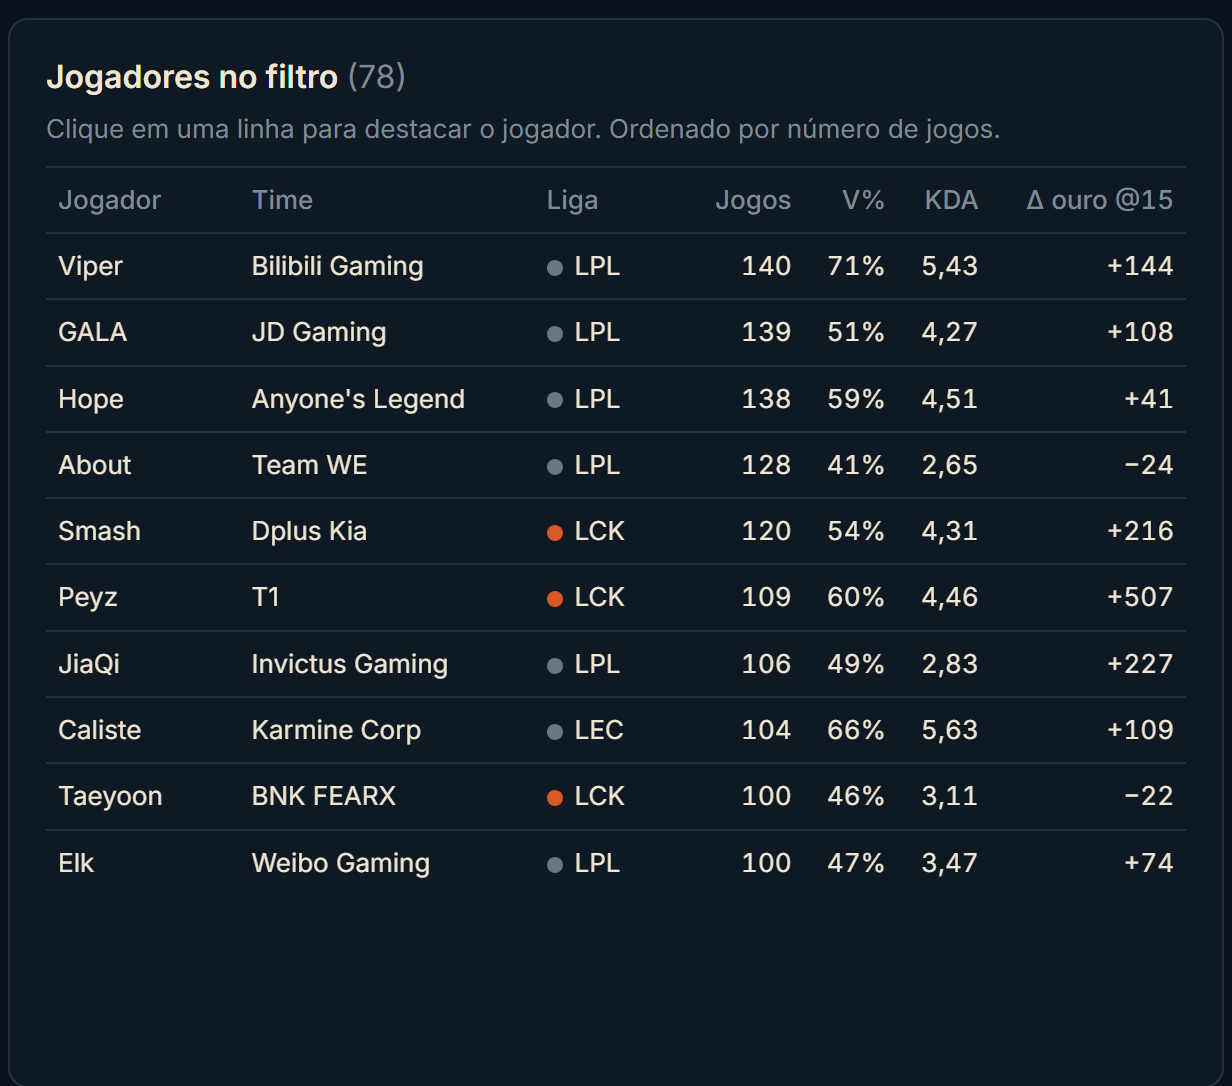 Jogadores no filtro (78)
Clique em uma linha para destacar o jogador. Ordenado por número de jogos.
Jogador Time Liga Jogos V% KDA Δ ouro @15
Viper Bilibili Gaming LPL 140 71% 5,43 +144
GALA JD Gaming LPL 139 51% 4,27 +108
Hope Anyone's Legend LPL 138 59% 4,51 +41
About Team WE LPL 128 41% 2,65 −24
Smash Dplus Kia LCK 120 54% 4,31 +216
Peyz T1 LCK 109 60% 4,46 +507
JiaQi Invictus Gaming LPL 106 49% 2,83 +227
Caliste Karmine Corp LEC 104 66% 5,63 +109
Taeyoon BNK FEARX LCK 100 46% 3,11 −22
Elk Weibo Gaming LPL 100 47% 3,47 +74